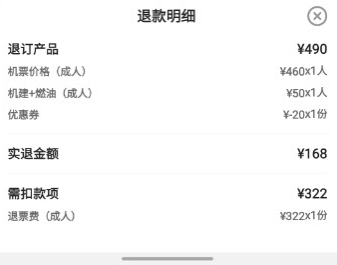 退款明细
退订产品 ¥490
机票价格（成人） ¥460x1人
机建+燃油（成人） ¥50x1人
优惠券 ¥-20x1份
实退金额 ¥168
需扣款项 ¥322
退票费（成人） ¥322x1份